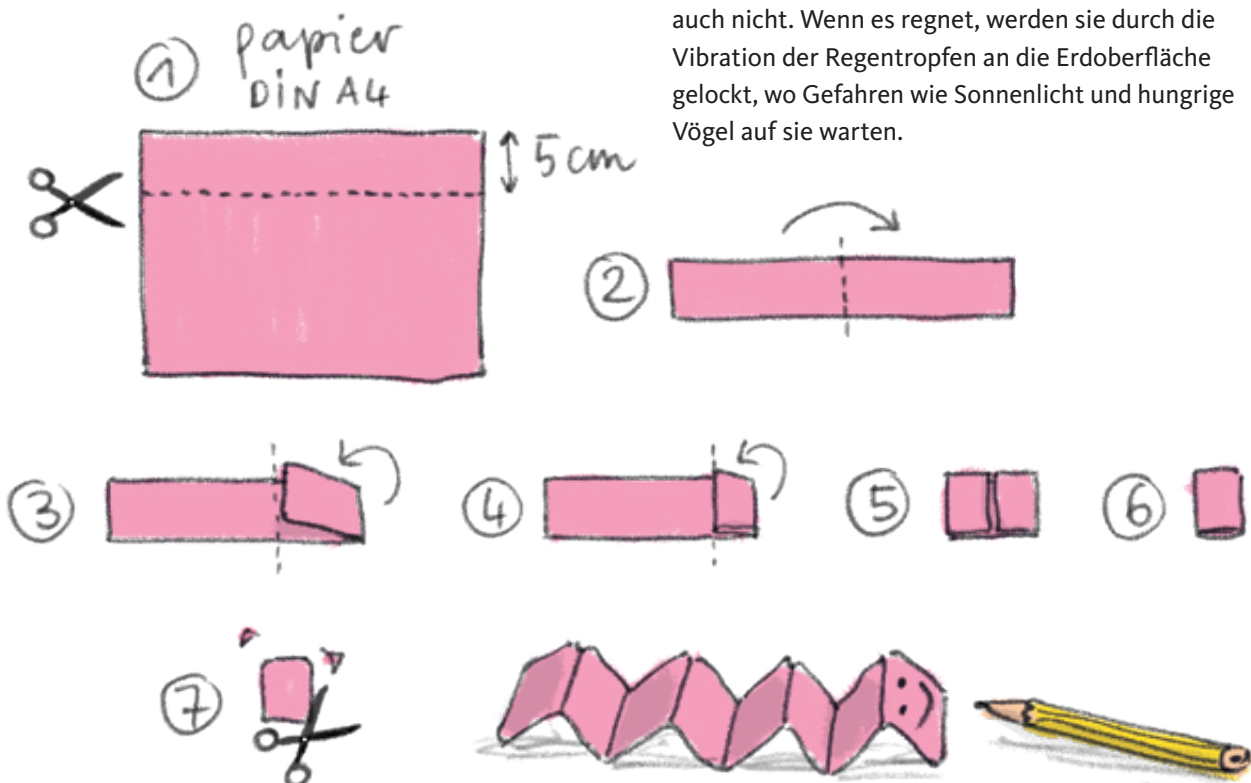 auch nicht. Wenn es regnet, werden sie durch die
Vibration der Regentropfen an die Erdoberfläche
gelockt, wo Gefahren wie Sonnenlicht und hungrige
Vögel auf sie warten.
1 papier
DIN A4
5 cm
2
3
4
5
6
7